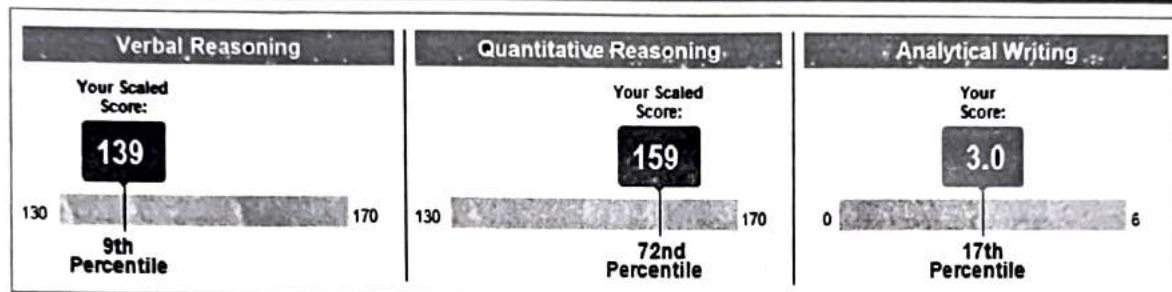 Verbal Reasoning
Your Scaled
Score:
139
130
170
9th
Percentile
Quantitative Reasoning
Your Scaled
Score:
159
130
170
72nd
Percentile
Analytical Writing
Your
Score:
3.0
0
6
17th
Percentile